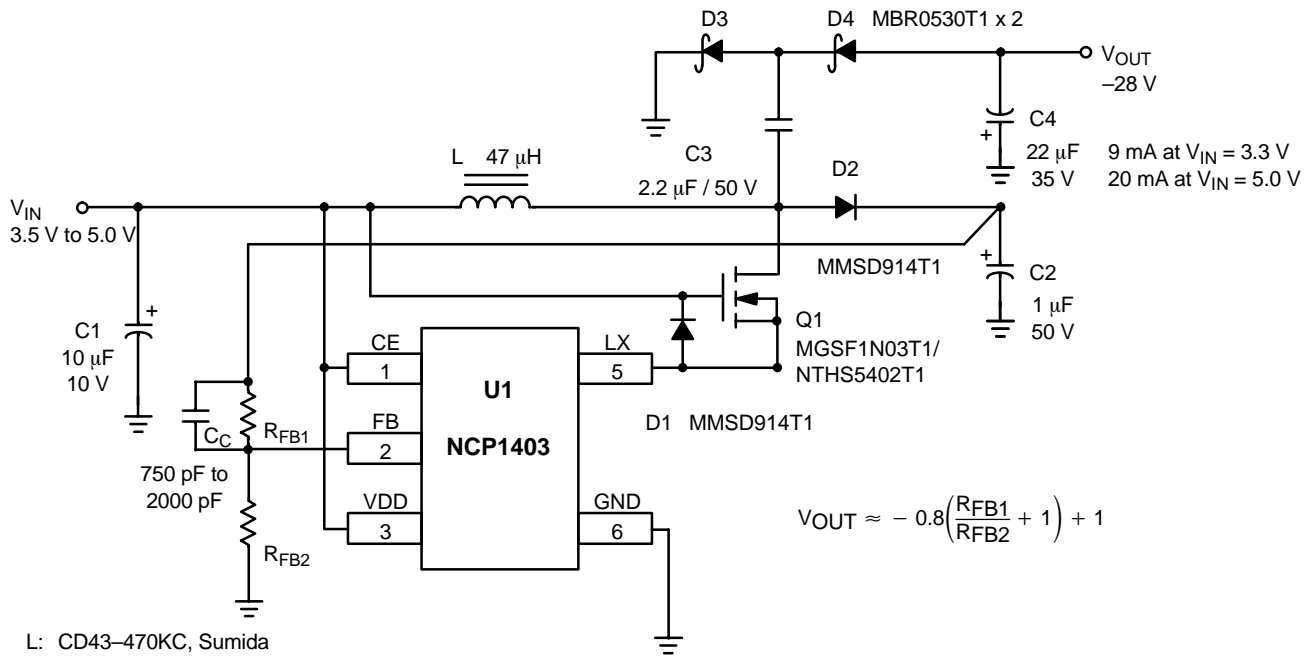 D3
D4 MBR0530T1 x 2
VOUT
–28 V
C4
22 μF
35 V
9 mA at VIN = 3.3 V
20 mA at VIN = 5.0 V
L 47 μH
C3
2.2 μF / 50 V
D2
MMSD914T1
VIN
3.5 V to 5.0 V
+
C1
10 μF
10 V
+
+
C2
1 μF
50 V
Q1
MGSF1N03T1/
NTHS5402T1
D1 MMSD914T1
CE
1
FB
2
VDD
3
U1
NCP1403
LX
5
GND
6
CC
750 pF to
2000 pF
RFB1
RFB2
VOUT ≈ – 0.8(RFB1/RFB2 + 1) + 1
L: CD43–470KC, Sumida